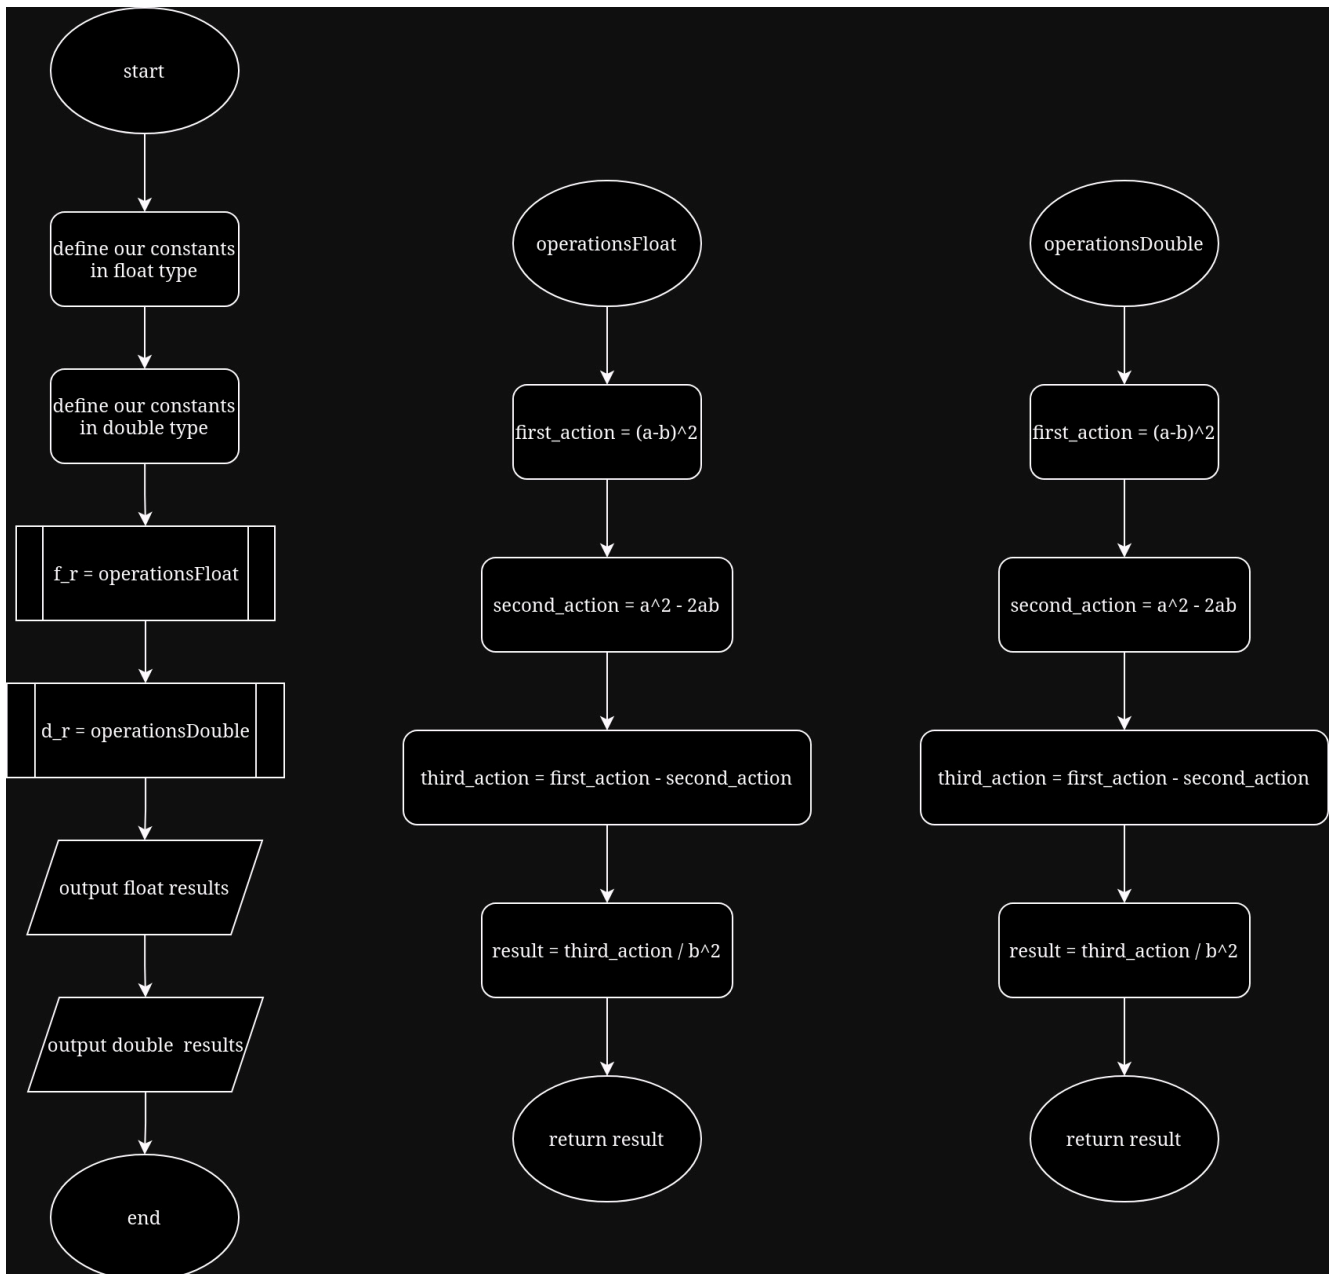 start
define our constants
in float type
define our constants
in double type
f_r = operationsFloat
d_r = operationsDouble
output float results
output double  results
end
operationsFloat
first_action = (a-b)^2
second_action = a^2 - 2ab
third_action = first_action - second_action
result = third_action / b^2
return result
operationsDouble
first_action = (a-b)^2
second_action = a^2 - 2ab
third_action = first_action - second_action
result = third_action / b^2
return result